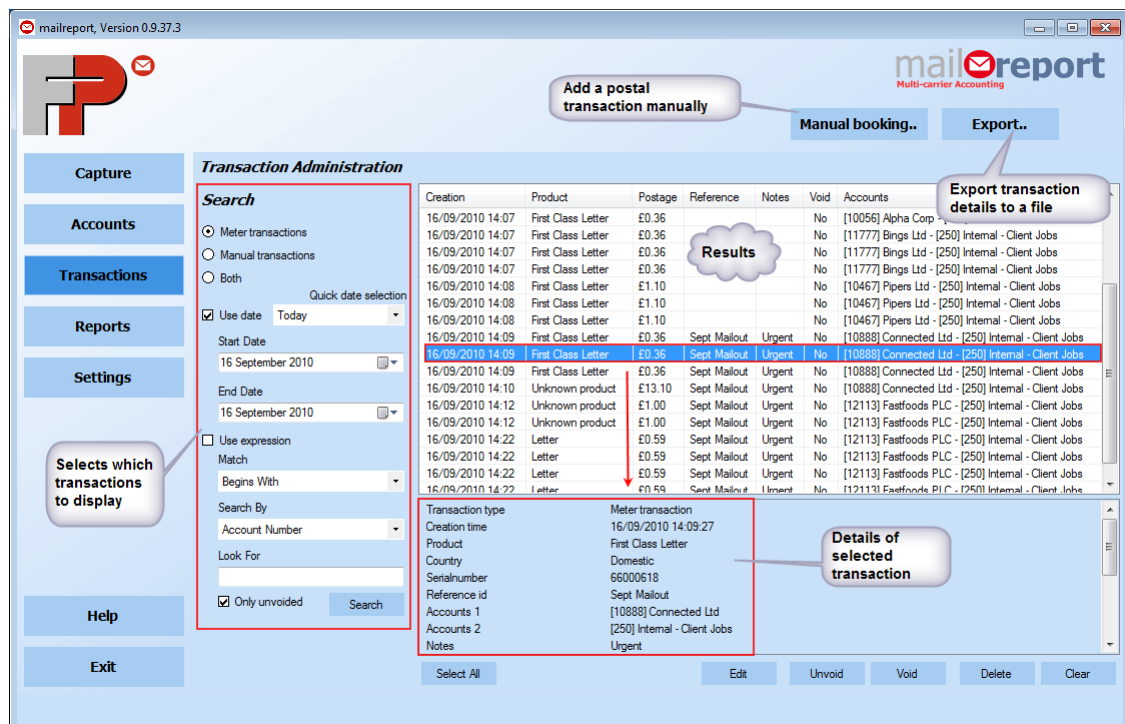 mailreport, Version 0.9.37.3
FP
mailreport
Multi-carrier Accounting
Add a postal
transaction manually
Manual booking..
Export..
Export transaction
details to a file
Capture
Accounts
Transactions
Reports
Settings
Help
Exit
Transaction Administration
Search
Meter transactions
Manual transactions
Both
Quick date selection
Use date Today
Start Date
16 September 2010
End Date
16 September 2010
Use expression
Match
Begins With
Search By
Account Number
Look For
Only unvoided Search
Selects which
transactions
to display
Creation Product Postage Reference Notes Void Accounts
16/09/2010 14:07 First Class Letter £0.36 No [10056] Alpha Corp -
16/09/2010 14:07 First Class Letter £0.36 No [11777] Bings Ltd - [250] Internal - Client Jobs
16/09/2010 14:07 First Class Letter £0.36 No [11777] Bings Ltd - [250] Internal - Client Jobs
16/09/2010 14:07 First Class Letter £0.36 No [11777] Bings Ltd - [250] Internal - Client Jobs
16/09/2010 14:08 First Class Letter £1.10 No [10467] Pipers Ltd - [250] Internal - Client Jobs
16/09/2010 14:08 First Class Letter £1.10 No [10467] Pipers Ltd - [250] Internal - Client Jobs
16/09/2010 14:08 First Class Letter £1.10 No [10467] Pipers Ltd - [250] Internal - Client Jobs
16/09/2010 14:09 First Class Letter £0.36 Sept Mailout Urgent No [10888] Connected Ltd - [250] Internal - Client Jobs
16/09/2010 14:09 First Class Letter £0.36 Sept Mailout Urgent No [10888] Connected Ltd - [250] Internal - Client Jobs
16/09/2010 14:09 First Class Letter £0.36 Sept Mailout Urgent No [10888] Connected Ltd - [250] Internal - Client Jobs
16/09/2010 14:10 Unknown product £13.10 Sept Mailout Urgent No [10888] Connected Ltd - [250] Internal - Client Jobs
16/09/2010 14:12 Unknown product £1.00 Sept Mailout Urgent No [12113] Fastfoods PLC - [250] Internal - Client Jobs
16/09/2010 14:12 Unknown product £1.00 Sept Mailout Urgent No [12113] Fastfoods PLC - [250] Internal - Client Jobs
16/09/2010 14:22 Letter £0.59 Sept Mailout Urgent No [12113] Fastfoods PLC - [250] Internal - Client Jobs
16/09/2010 14:22 Letter £0.59 Sept Mailout Urgent No [12113] Fastfoods PLC - [250] Internal - Client Jobs
16/09/2010 14:22 Letter £0.59 Sept Mailout Urgent No [12113] Fastfoods PLC - [250] Internal - Client Jobs
16/09/2010 14:22 Letter £0.59 Sept Mailout Urgent No [12113] Fastfoods PLC - [250] Internal - Client Jobs
Results
Transaction type Meter transaction
Creation time 16/09/2010 14:09:27
Product First Class Letter
Country Domestic
Serialnumber 66000618
Reference id Sept Mailout
Accounts 1 [10888] Connected Ltd
Accounts 2 [250] Internal - Client Jobs
Notes Urgent
Details of
selected
transaction
Select All Edit Unvoid Void Delete Clear